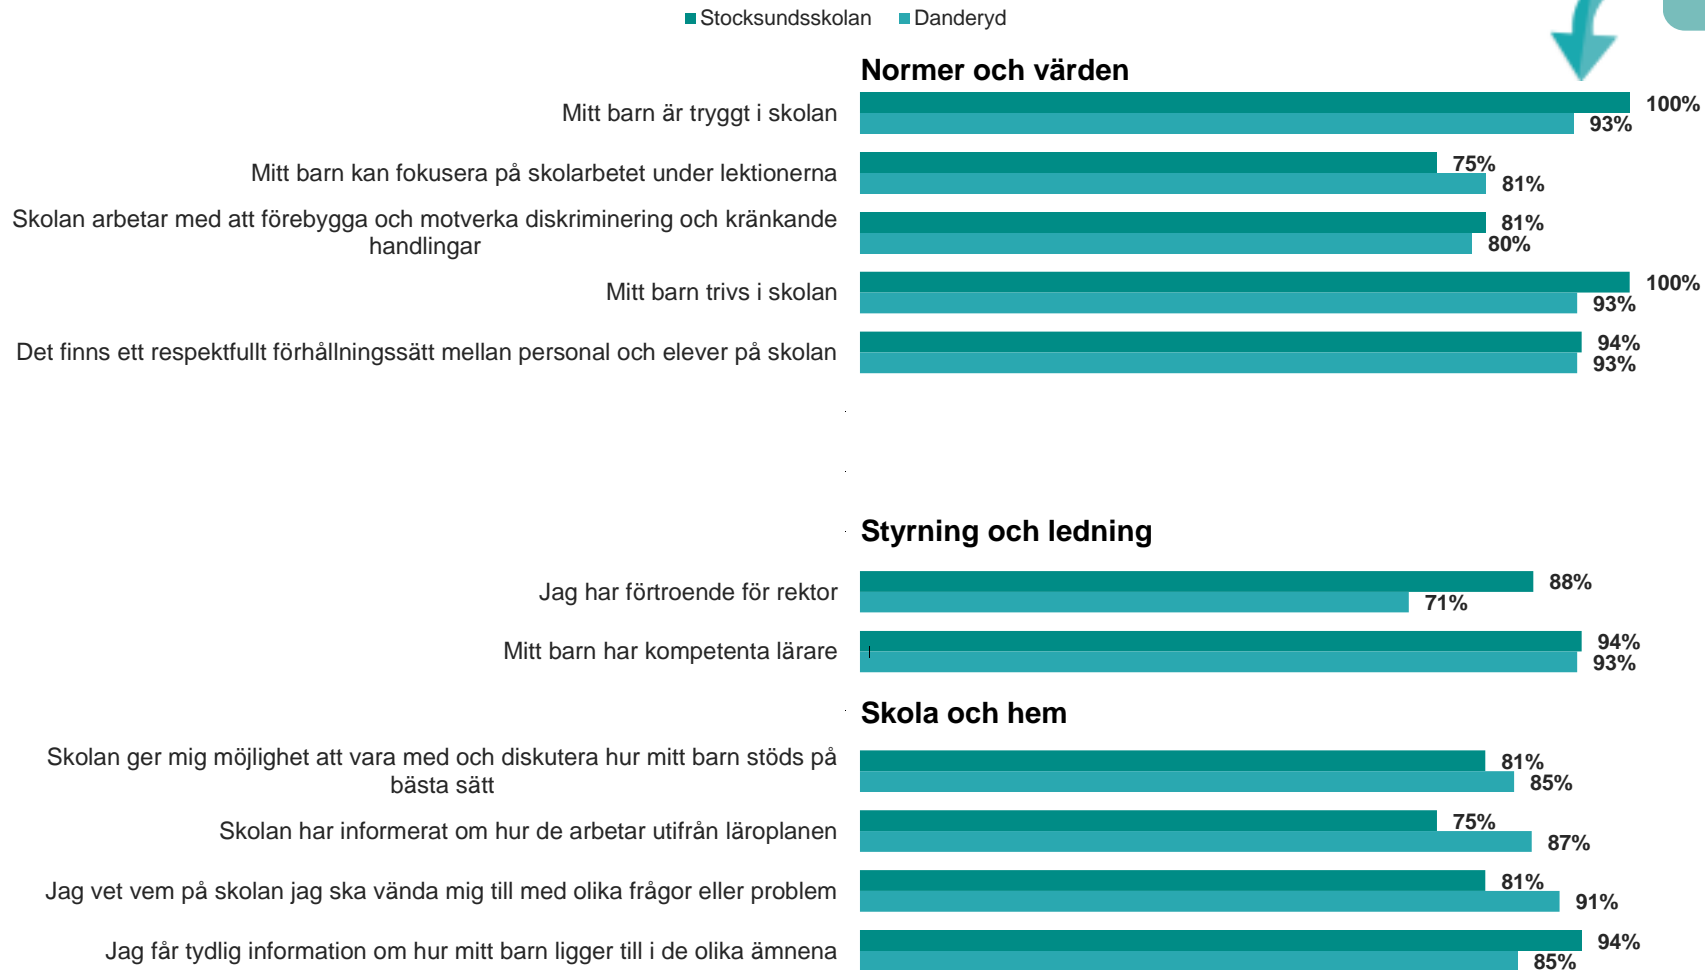 Stocksundsskolan Danderyd
Normer och värden
Mitt barn är tryggt i skolan
100%
93%
Mitt barn kan fokusera på skolarbetet under lektionerna
75%
81%
Skolan arbetar med att förebygga och motverka diskriminering och kränkande
handlingar
81%
80%
Mitt barn trivs i skolan
100%
93%
Det finns ett respektfullt förhållningssätt mellan personal och elever på skolan
94%
93%
Styrning och ledning
Jag har förtroende för rektor
88%
71%
Mitt barn har kompetenta lärare
94%
93%
Skola och hem
Skolan ger mig möjlighet att vara med och diskutera hur mitt barn stöds på
bästa sätt
81%
85%
Skolan har informerat om hur de arbetar utifrån läroplanen
75%
87%
Jag vet vem på skolan jag ska vända mig till med olika frågor eller problem
81%
91%
Jag får tydlig information om hur mitt barn ligger till i de olika ämnena
94%
85%